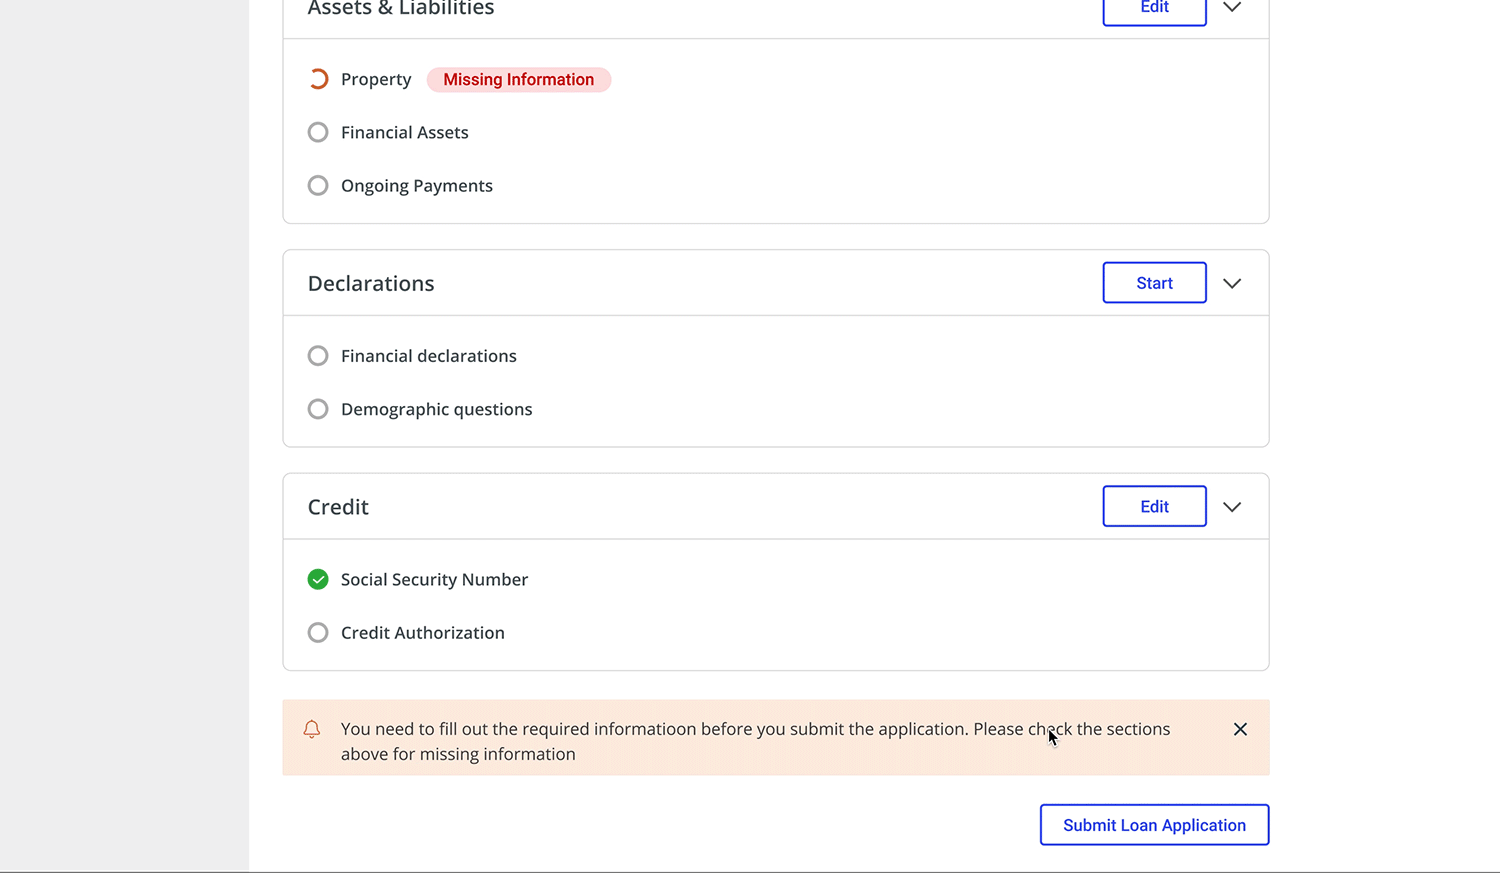 Assets & Liabilities
Edit
Property
Missing Information
Financial Assets
Ongoing Payments
Declarations
Start
Financial declarations
Demographic questions
Credit
Edit
Social Security Number
Credit Authorization
You need to fill out the required informatioon before you submit the application. Please check the sections
above for missing information
Submit Loan Application